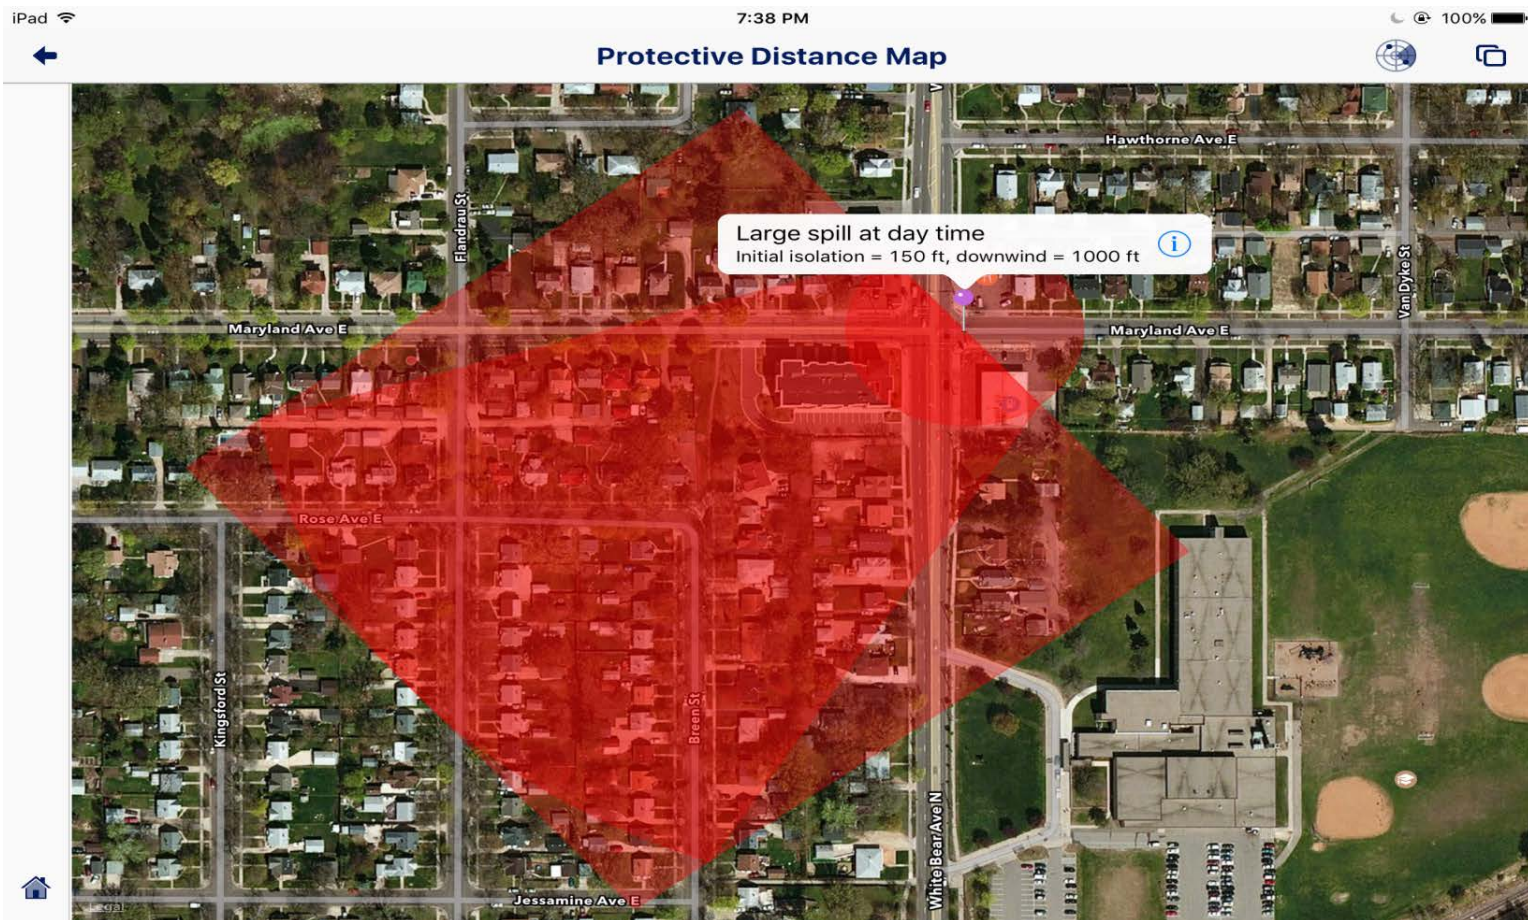 iPad
7:38 PM
100%
Protective Distance Map
Hawthorne Ave E
Flandrau St
Large spill at day time
Initial isolation = 150 ft, downwind = 1000 ft
i
Van Dyke St
Maryland Ave E
Maryland Ave E
Rose Ave E
Kingsford St
Breen St
White Bear Ave N
Jessamine Ave E
Legal